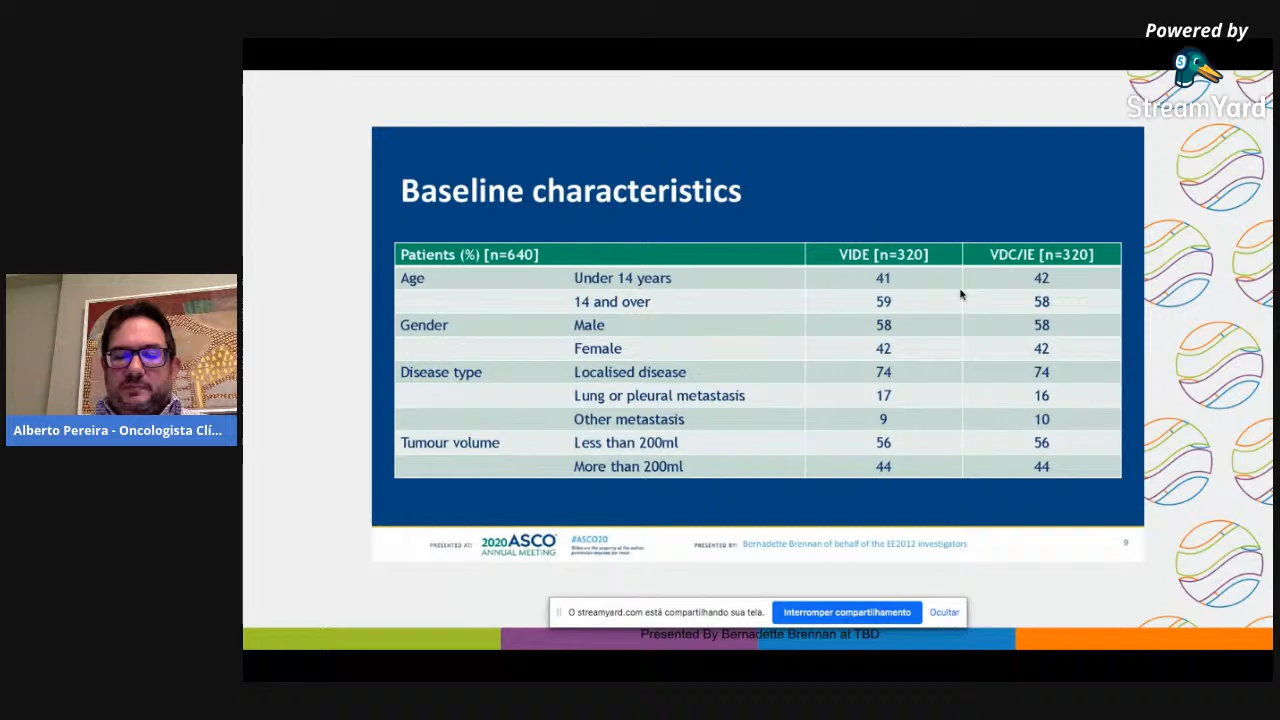 Powered by
StreamYard
Baseline characteristics
Patients (%) [n=640] VIDE [n=320] VDC/IE [n=320]
Age Under 14 years 41 42
14 and over 59 58
Gender Male 58 58
Female 42 42
Disease type Localised disease 74 74
Lung or pleural metastasis 17 16
Other metastasis 9 10
Tumour volume Less than 200ml 56 56
More than 200ml 44 44
Alberto Pereira - Oncologista Clí...
PRESENTED AT:
2020 ASCO
ANNUAL MEETING
#ASCO20
Slides are the property of the author,
permission required for reuse.
PRESENTED BY: Bernadette Brennan of behalf of the EE2012 investigators
9
O streamyard.com está compartilhando sua tela. Interromper compartilhamento Ocultar
Presented By Bernadette Brennan at TBD